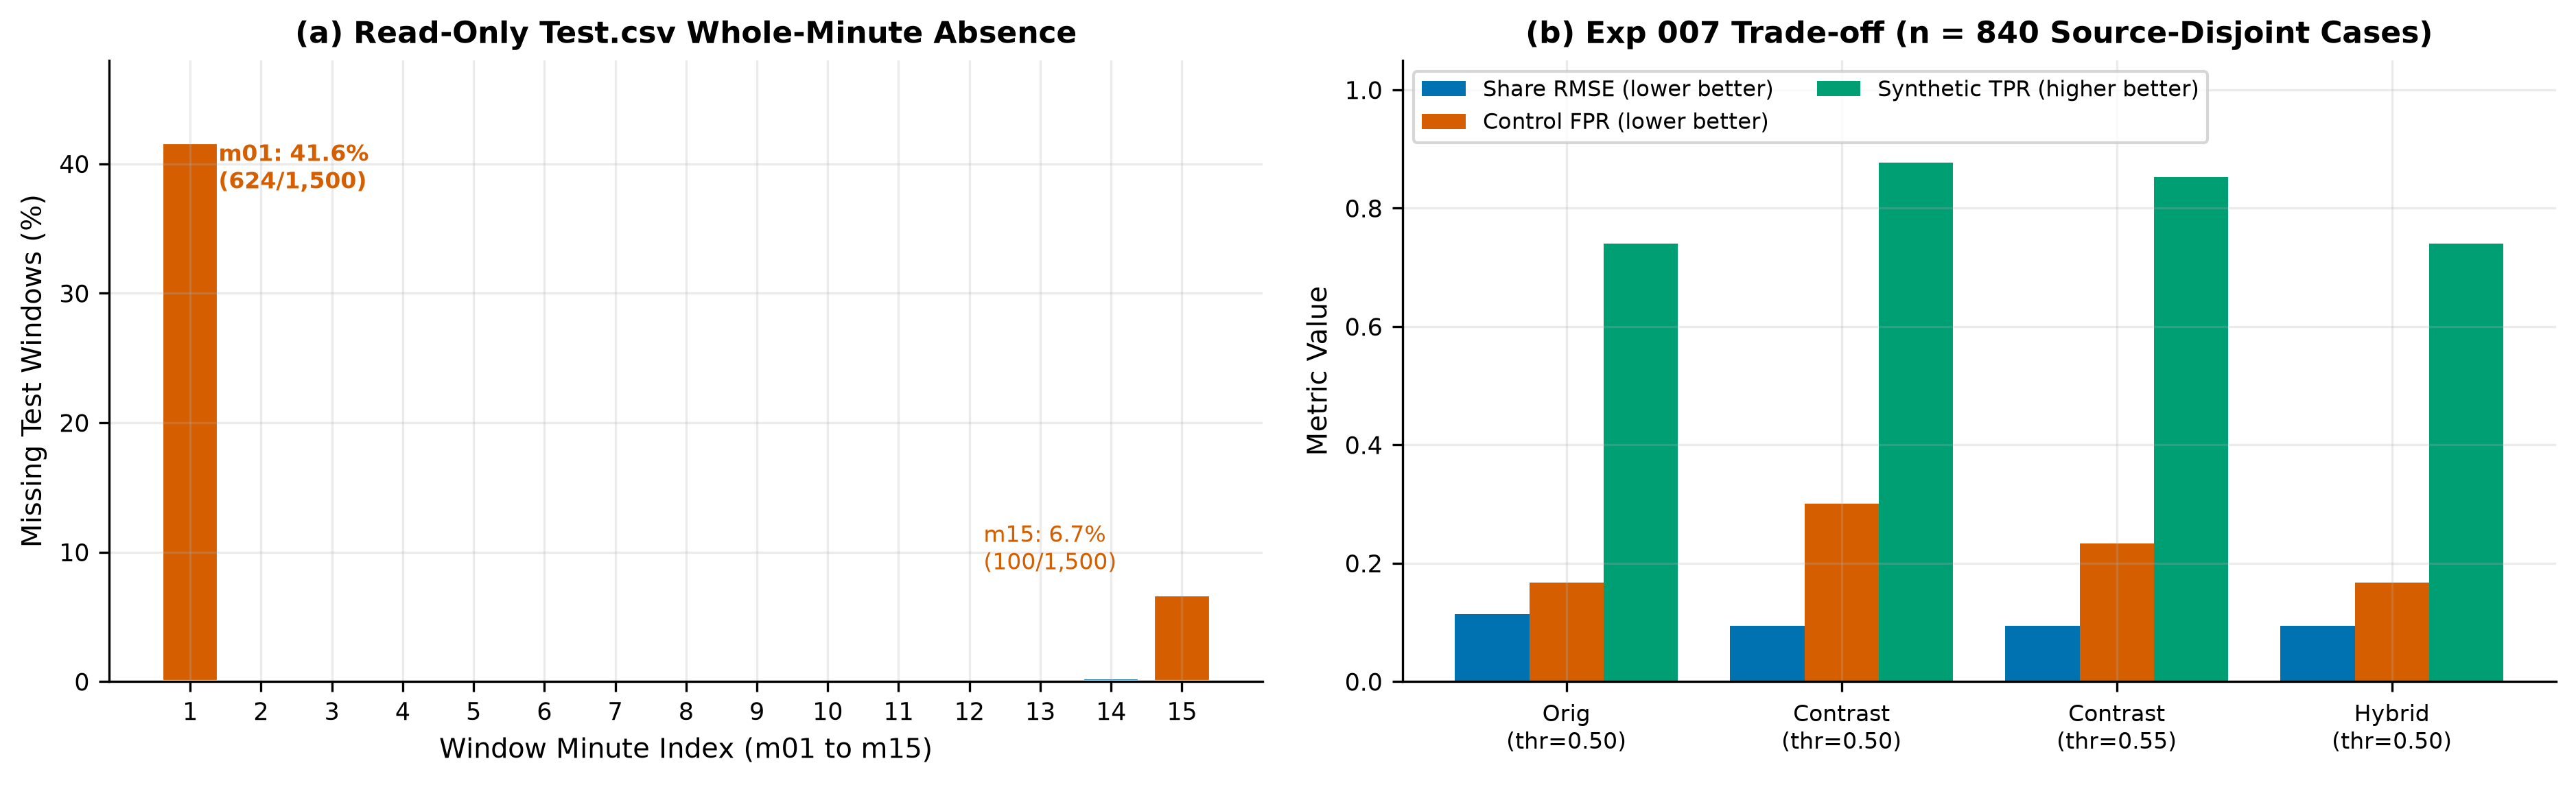 (a) Read-Only Test.csv Whole-Minute Absence
Missing Test Windows (%)
40
30
20
10
0
m01: 41.6%
(624/1,500)
m15: 6.7%
(100/1,500)
1 2 3 4 5 6 7 8 9 10 11 12 13 14 15
Window Minute Index (m01 to m15)
(b) Exp 007 Trade-off (n = 840 Source-Disjoint Cases)
Share RMSE (lower better)
Control FPR (lower better)
Synthetic TPR (higher better)
Metric Value
1.0
0.8
0.6
0.4
0.2
0.0
Orig
(thr=0.50)
Contrast
(thr=0.50)
Contrast
(thr=0.55)
Hybrid
(thr=0.50)